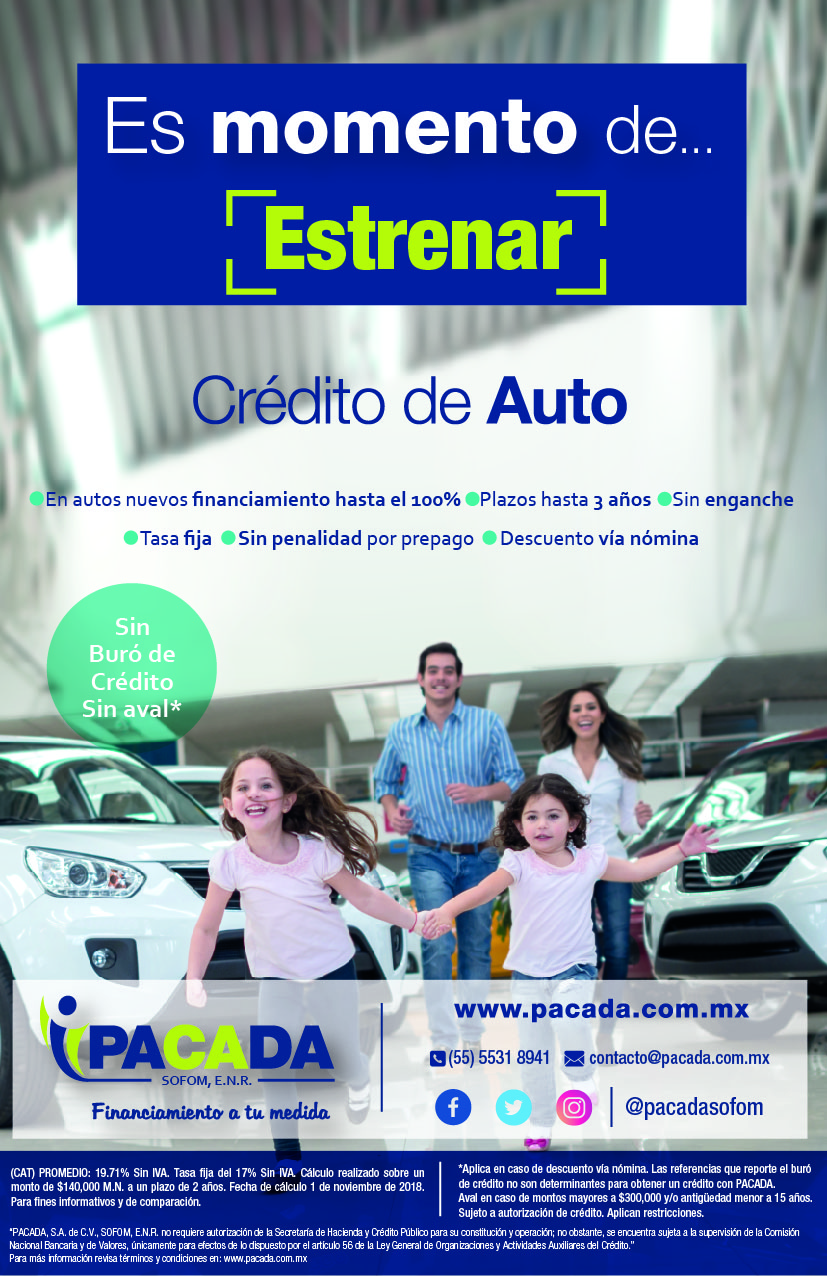 Es momento de...
Estrenar
Crédito de Auto
En autos nuevos financiamiento hasta el 100% Plazos hasta 3 años Sin enganche
Tasa fija Sin penalidad por prepago Descuento vía nómina
Sin
Buró de
Crédito
Sin aval*
PACADA
SOFOM, E.N.R.
Financiamiento a tu medida
www.pacada.com.mx
(55) 5531 8941 contacto@pacada.com.mx
@pacadasofom
(CAT) PROMEDIO: 19.71% Sin IVA. Tasa fija del 17% Sin IVA. Cálculo realizado sobre un
monto de $140,000 M.N. a un plazo de 2 años. Fecha de cálculo 1 de noviembre de 2018.
Para fines informativos y de comparación.
*Aplica en caso de descuento vía nómina. Las referencias que reporte el buró
de crédito no son determinantes para obtener un crédito con PACADA.
Aval en caso de montos mayores a $300,000 y/o antigüedad menor a 15 años.
Sujeto a autorización de crédito. Aplican restricciones.
"PACADA, S.A. de C.V., SOFOM, E.N.R. no requiere autorización de la Secretaría de Hacienda y Crédito Público para su constitución y operación; no obstante, se encuentra sujeta a la supervisión de la Comisión
Nacional Bancaria y de Valores, únicamente para efectos de lo dispuesto por el artículo 56 de la Ley General de Organizaciones y Actividades Auxiliares del Crédito."
Para más información revisa términos y condiciones en: www.pacada.com.mx